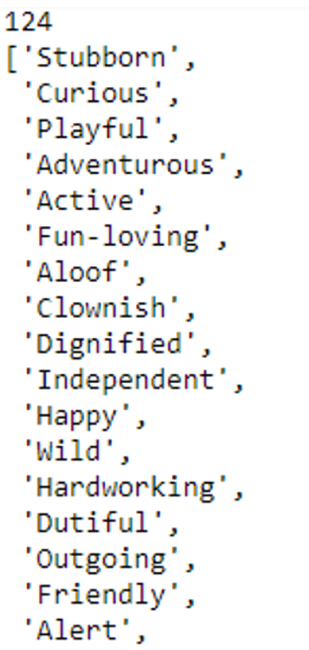 124
['Stubborn',
'Curious',
'Playful',
'Adventurous',
'Active',
'Fun-loving',
'Aloof',
'Clownish',
'Dignified',
'Independent',
'Happy',
'Wild',
'Hardworking',
'Dutiful',
'Outgoing',
'Friendly',
'Alert',